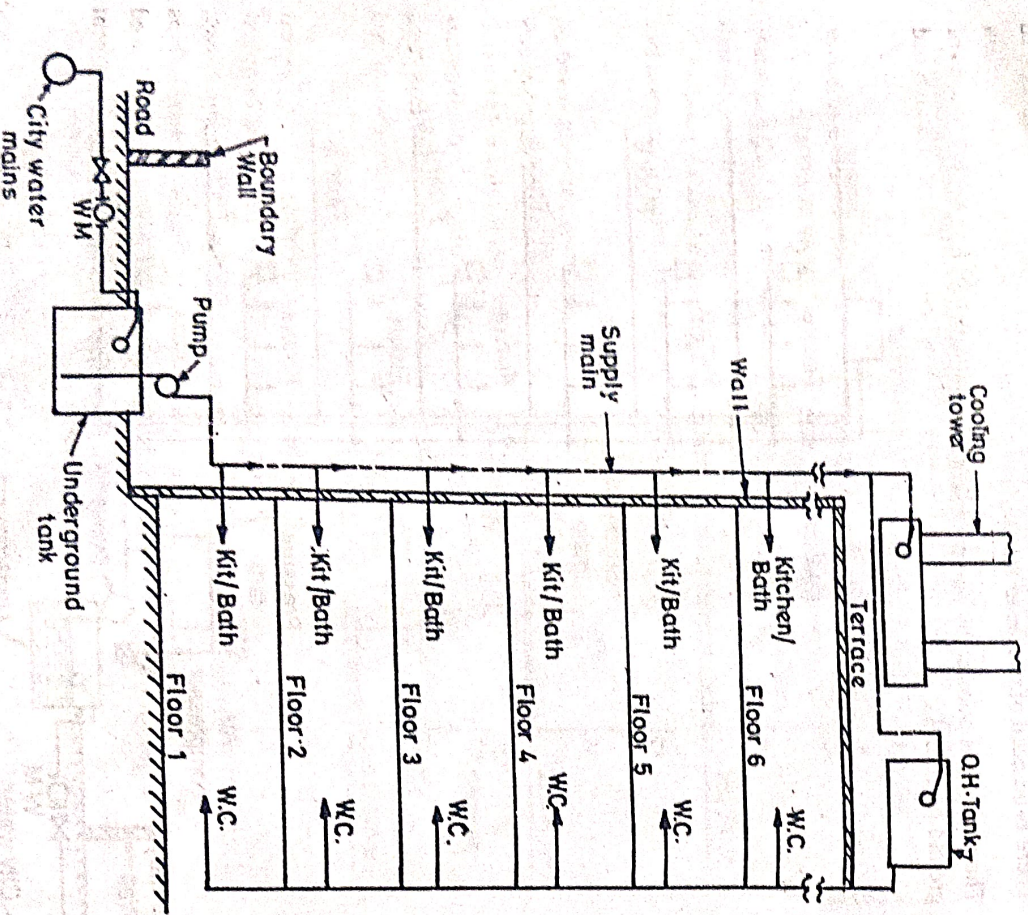 Cooling
tower
O.H-Tank
Terrace
Wall
Kitchen/
Bath
Floor 6
W.C.
Supply
main
Kit/Bath
Floor 5
W.C.
Kit/Bath
Floor 4
W.C.
Kit/Bath
Floor 3
W.C.
Boundary
Wall
Kit/Bath
Floor 2
W.C.
Pump
Kit/Bath
Floor 1
W.C.
Road
WM
City water
mains
Underground
tank